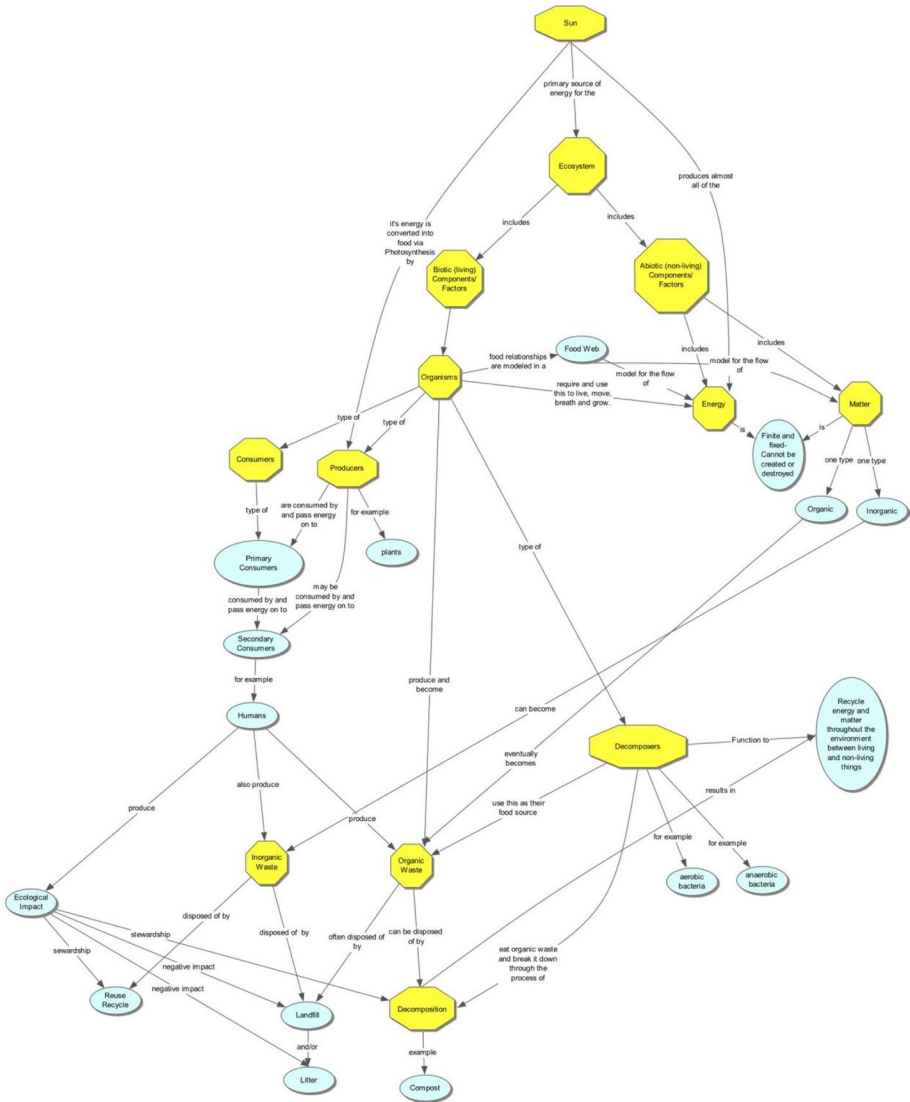 Sun
primary source of
energy for the
Ecosystem
produces almost
all of the
includes
includes
it's energy is
converted into
food via
Photosynthesis
by
Biotic (living)
Components/
Factors
Abiotic (non-living)
Components/
Factors
includes
includes
Food Web
food relationships
are modeled in a
model for the flow
of
model for the flow
of
Organisms
require and use
this to live, move,
breath and grow.
Energy
Matter
type of
type of
is
is
Consumers
Producers
Finite and
fixed-
Cannot be
created or
destroyed
one type
one type
Organic
Inorganic
type of
are consumed by
and pass energy
on to
for example
plants
Primary
Consumers
type of
consumed by and
pass energy on to
may be
consumed by and
pass energy on to
Secondary
Consumers
for example
produce and
become
Humans
can become
Recycle
energy and
matter
throughout the
environment
between living
and non-living
things
Decomposers
Function to
eventually
becomes
also produce
results in
produce
produce
use this as their
food source
for example
for example
Inorganic
Waste
Organic
Waste
aerobic
bacteria
anaerobic
bacteria
Ecological
Impact
disposed of by
stewardship
disposed of by
often disposed of
by
can be disposed
of by
eat organic waste
and break it down
through the
process of
sewardship
negative impact
negative impact
Reuse
Recycle
Landfill
Decomposition
and/or
example
Litter
Compost